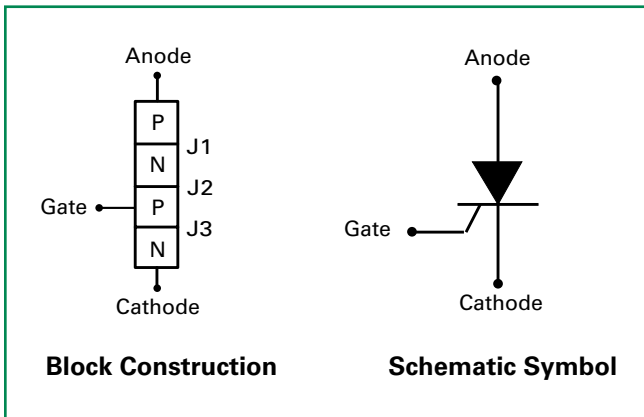 Anode
P
J1
N
J2
Gate
P
J3
N
Cathode
Block Construction
Anode
Gate
Cathode
Schematic Symbol